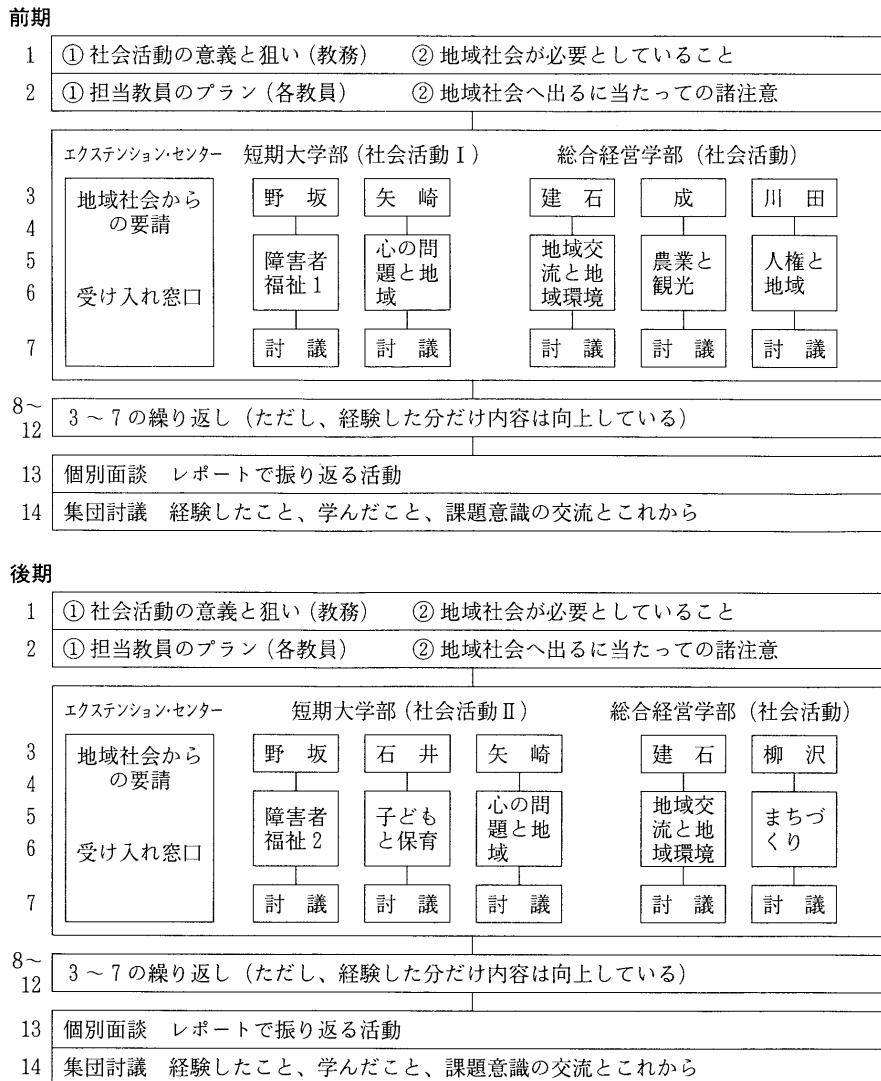 前期
1 ① 社会活動の意義と狙い (教務) ② 地域社会が必要としていること
2 ① 担当教員のプラン (各教員) ② 地域社会へ出るに当たっての諸注意
エクステンション・センター 短期大学部 (社会活動Ⅰ) 総合経営学部 (社会活動)
3 地域社会から 野 坂 矢 崎 建 石 成 川 田
4 の要請
心の問 地域交
5 障害者 題と地 流と地 農業と 人権と
6 受け入れ窓口 福祉 1 域 域環境 観光 地域
7 討 議 討 議 討 議 討 議 討 議
8～
12 3 ～ 7 の繰り返し (ただし、経験した分だけ内容は向上している)
13 個別面談 レポートで振り返る活動
14 集団討議 経験したこと、学んだこと、課題意識の交流とこれから
後期
1 ① 社会活動の意義と狙い (教務) ② 地域社会が必要としていること
2 ① 担当教員のプラン (各教員) ② 地域社会へ出るに当たっての諸注意
エクステンション・センター 短期大学部 (社会活動Ⅱ) 総合経営学部 (社会活動)
3 地域社会から 野 坂 石 井 矢 崎 建 石 柳 沢
4 の要請
心の問 地域交
5 障害者 子ども 題と地 流と地 まちづ
6 受け入れ窓口 福祉 2 と保育 域 域環境 くり
7 討 議 討 議 討 議 討 議 討 議
8～
12 3 ～ 7 の繰り返し (ただし、経験した分だけ内容は向上している)
13 個別面談 レポートで振り返る活動
14 集団討議 経験したこと、学んだこと、課題意識の交流とこれから